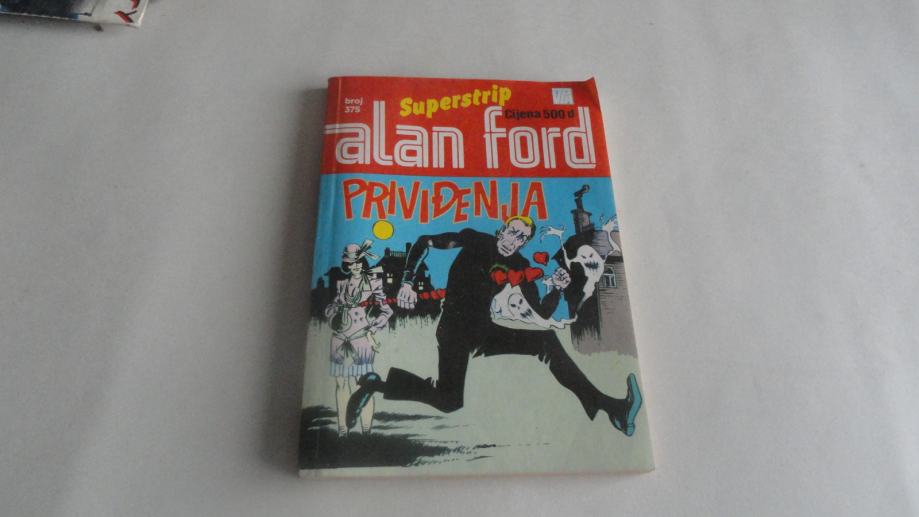 broj
375
Superstrip
Cijena 500 d
alan ford
PRIVIĐENJA